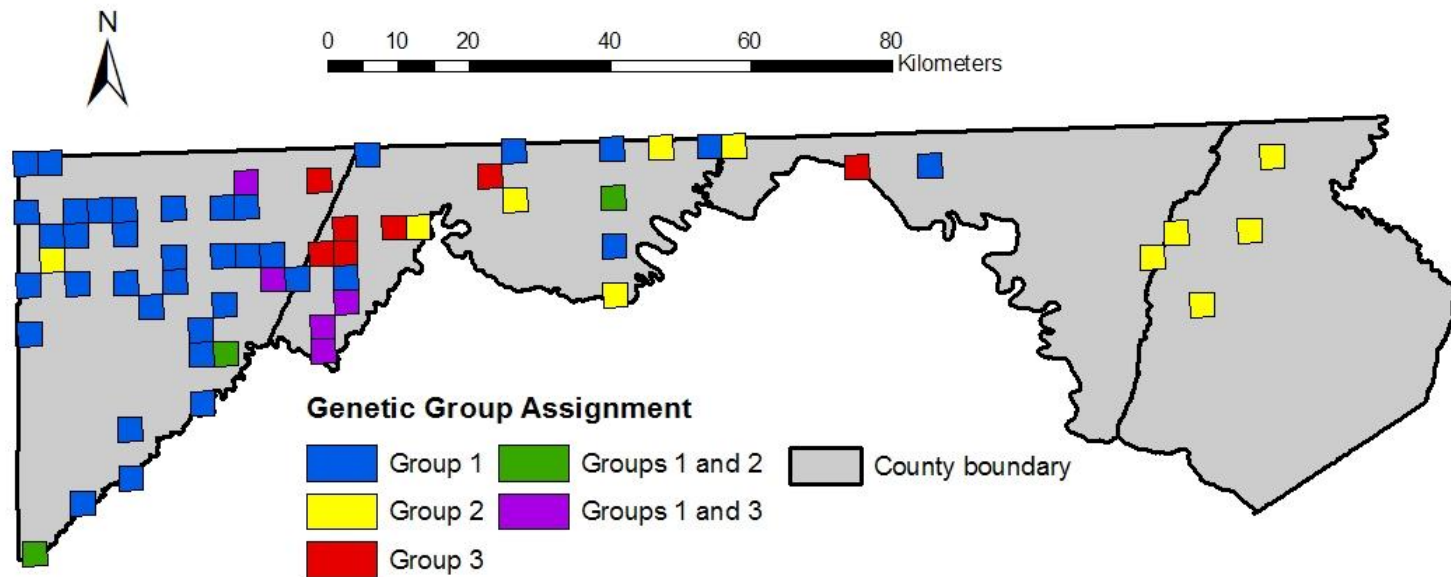 N
0 10 20 40 60 80
Kilometers
Genetic Group Assignment
Group 1
Groups 1 and 2
County boundary
Group 2
Groups 1 and 3
Group 3